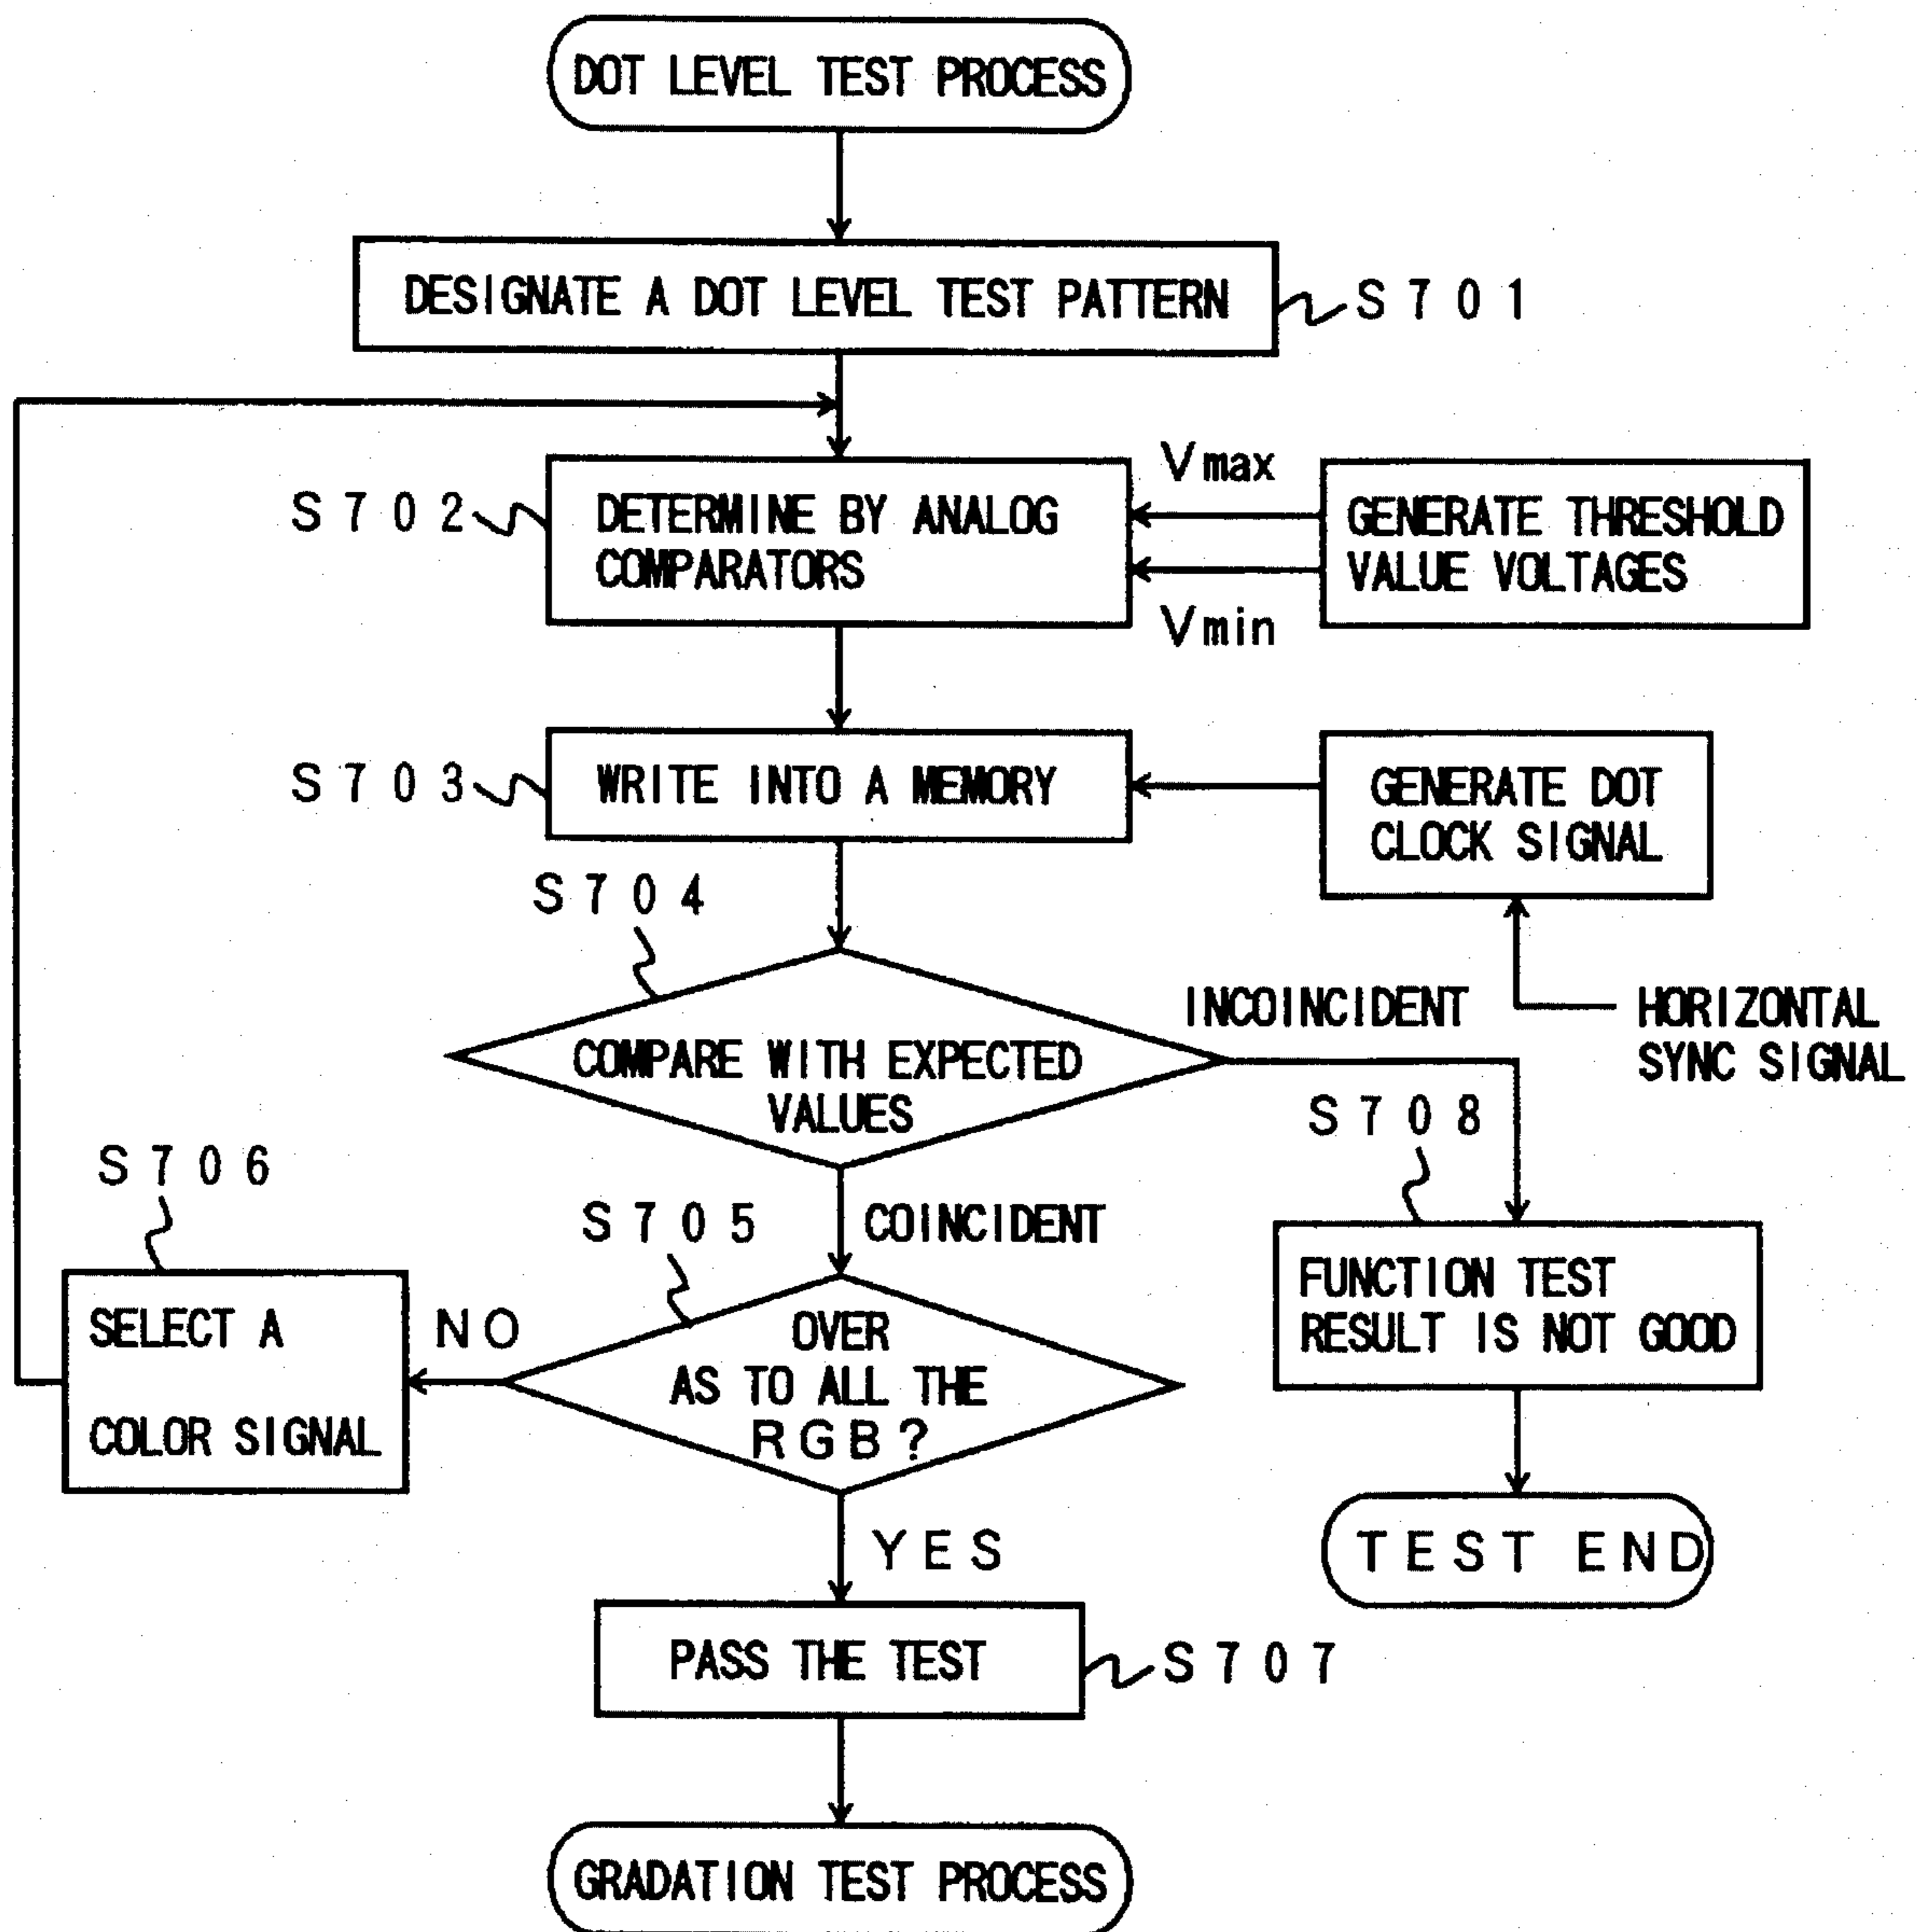 DOT LEVEL TEST PROCESS
DESIGNATE A DOT LEVEL TEST PATTERN
S701
Vmax
S702
DETERMINE BY ANALOG
COMPARATORS
GENERATE THRESHOLD
VALUE VOLTAGES
Vmin
S703
WRITE INTO A MEMORY
GENERATE DOT
CLOCK SIGNAL
S704
INCOINCIDENT
HORIZONTAL
SYNC SIGNAL
COMPARE WITH EXPECTED
VALUES
S708
S706
S705
COINCIDENT
FUNCTION TEST
RESULT IS NOT GOOD
SELECT A
COLOR SIGNAL
NO
OVER
AS TO ALL THE
RGB?
YES
TEST END
PASS THE TEST
S707
GRADATION TEST PROCESS